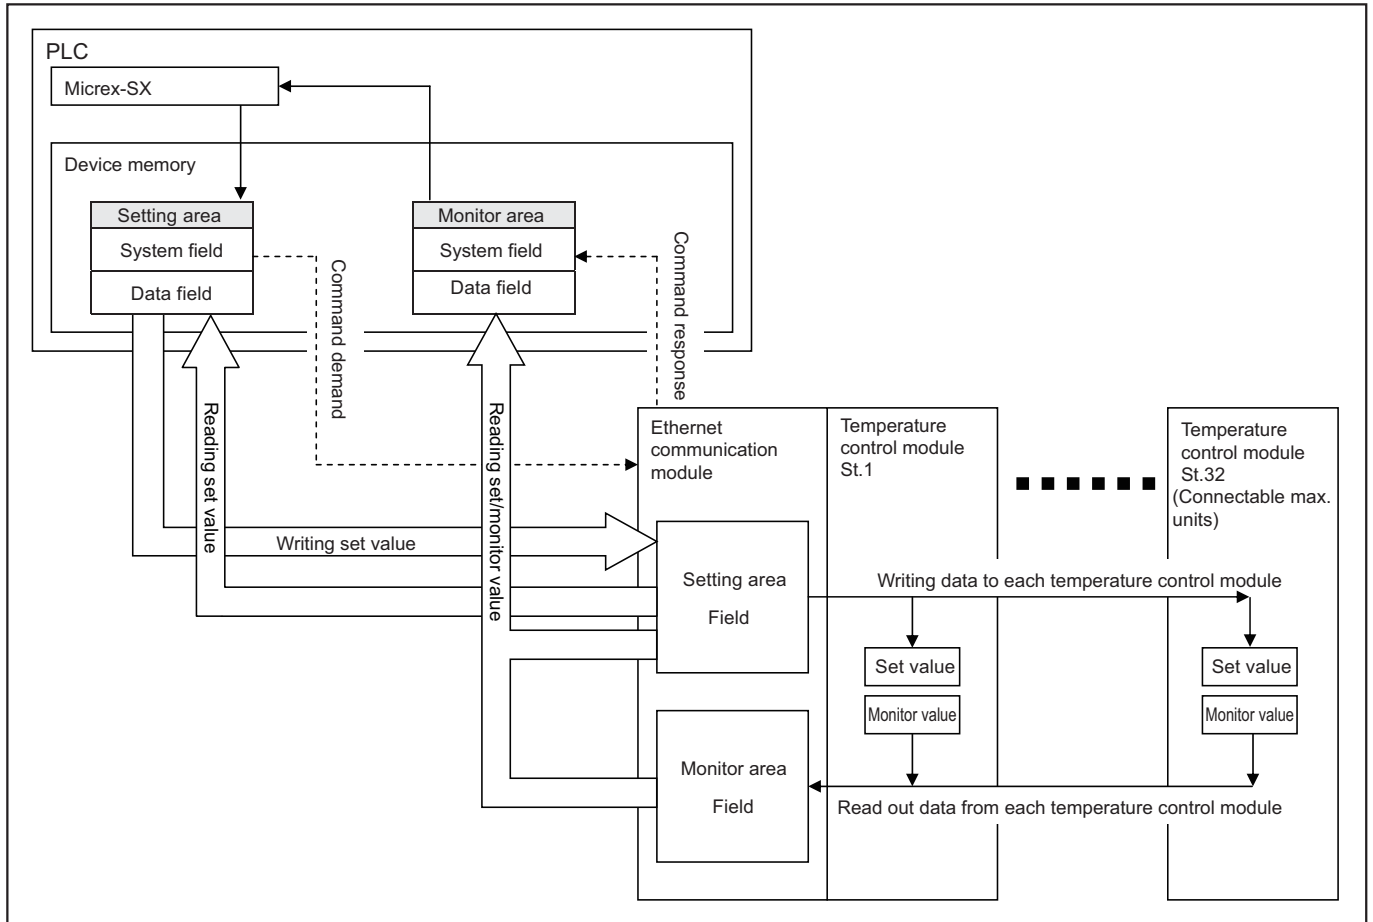 PLC
Micrex-SX
Device memory
Setting area
System field
Data field
Monitor area
System field
Data field
Command demand
Command response
Reading set value
Reading set/monitor value
Writing set value
Ethernet
communication
module
Temperature
control module
St.1
Temperature
control module
St.32
(Connectable max.
units)
Setting area
Field
Writing data to each temperature control module
Set value
Monitor value
Set value
Monitor value
Monitor area
Field
Read out data from each temperature control module